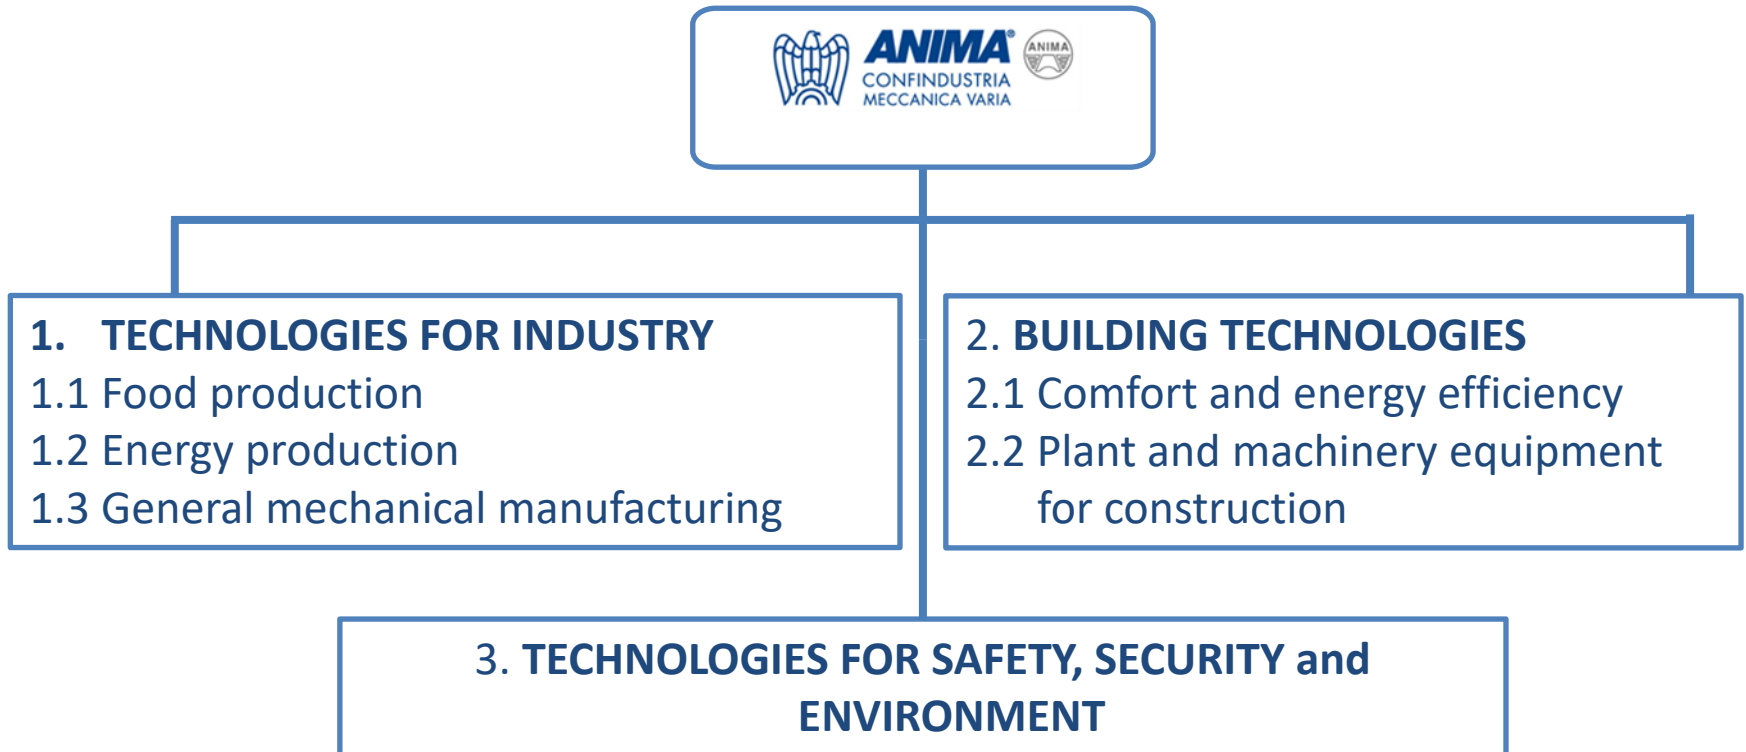 ANIMA®
CONFINDUSTRIA
MECCANICA VARIA
ANIMA
1. TECHNOLOGIES FOR INDUSTRY
1.1 Food production
1.2 Energy production
1.3 General mechanical manufacturing
2. BUILDING TECHNOLOGIES
2.1 Comfort and energy efficiency
2.2 Plant and machinery equipment
for construction
3. TECHNOLOGIES FOR SAFETY, SECURITY and
ENVIRONMENT